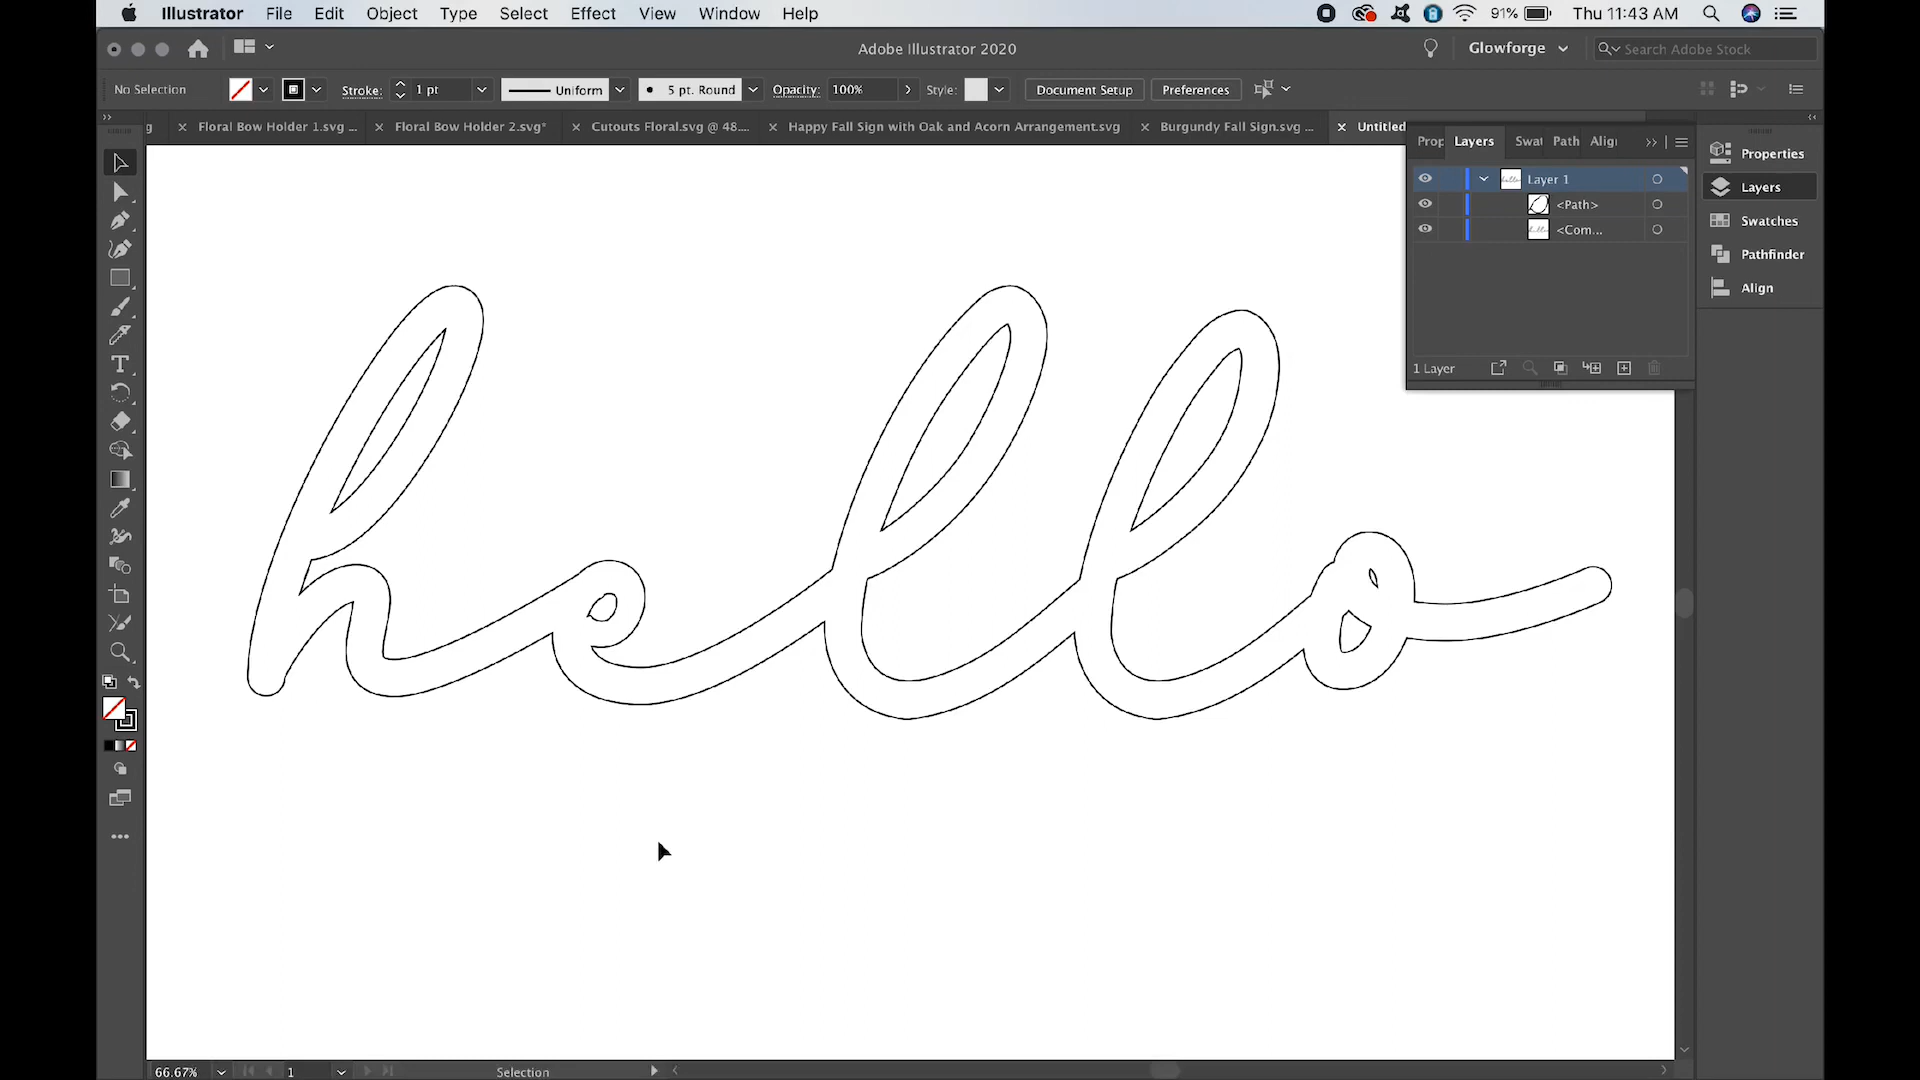 Illustrator File Edit Object Type Select Effect View Window Help 91% Thu 11:43 AM
Adobe Illustrator 2020 Glowforge Search Adobe Stock
No Selection Stroke: 1 pt Uniform 5 pt. Round Opacity: 100% Style: Document Setup Preferences
g × Floral Bow Holder 1.svg ... × Floral Bow Holder 2.svg* × Cutouts Floral.svg @ 48.... × Happy Fall Sign with Oak and Acorn Arrangement.svg × Burgundy Fall Sign.svg ... × Untitled
Prop Layers Swat Path Alig
Layer 1
<Path>
<Com...
1 Layer
Properties
Layers
Swatches
Pathfinder
Align
hello
66.67% 1 Selection